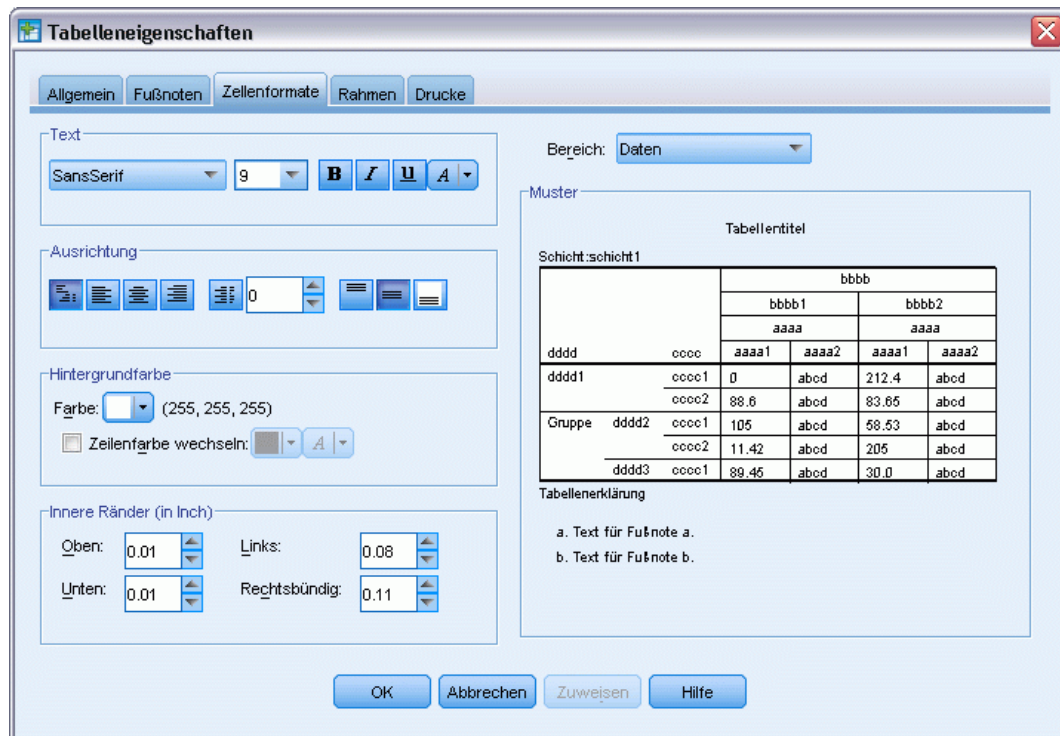 Tabelleneigenschaften
Allgemein Fußnoten Zellenformate Rahmen Drucke
Text
SansSerif 9 B I U A
Ausrichtung
0
Hintergrundfarbe
Farbe: (255, 255, 255)
Zeilenfarbe wechseln: A
Innere Ränder (in Inch)
Oben: 0.01 Links: 0.08
Unten: 0.01 Rechtsbündig: 0.11
Bereich: Daten
Muster
Tabellentitel
Schicht:schicht1
bbbb
bbbb1 bbbb2
aaaa aaaa
dddd cccc aaaa1 aaaa2 aaaa1 aaaa2
dddd1 cccc1 0 abcd 212.4 abcd
cccc2 88.6 abcd 83.65 abcd
Gruppe dddd2 cccc1 105 abcd 58.53 abcd
cccc2 11.42 abcd 205 abcd
dddd3 cccc1 89.45 abcd 30.0 abcd
Tabellenerklärung
a. Text für Fußnote a.
b. Text für Fußnote b.
OK Abbrechen Zuweisen Hilfe